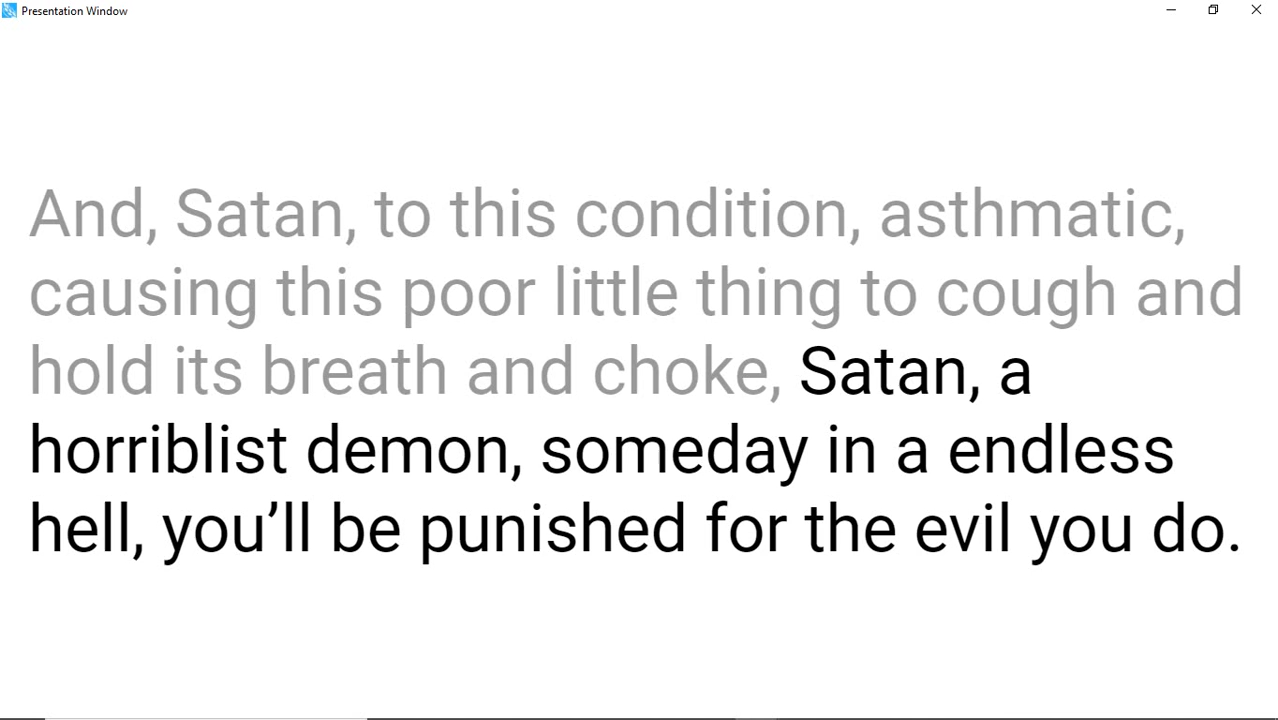 Presentation Window
And, Satan, to this condition, asthmatic,
causing this poor little thing to cough and
hold its breath and choke, Satan, a
horriblist demon, someday in a endless
hell, you’ll be punished for the evil you do.